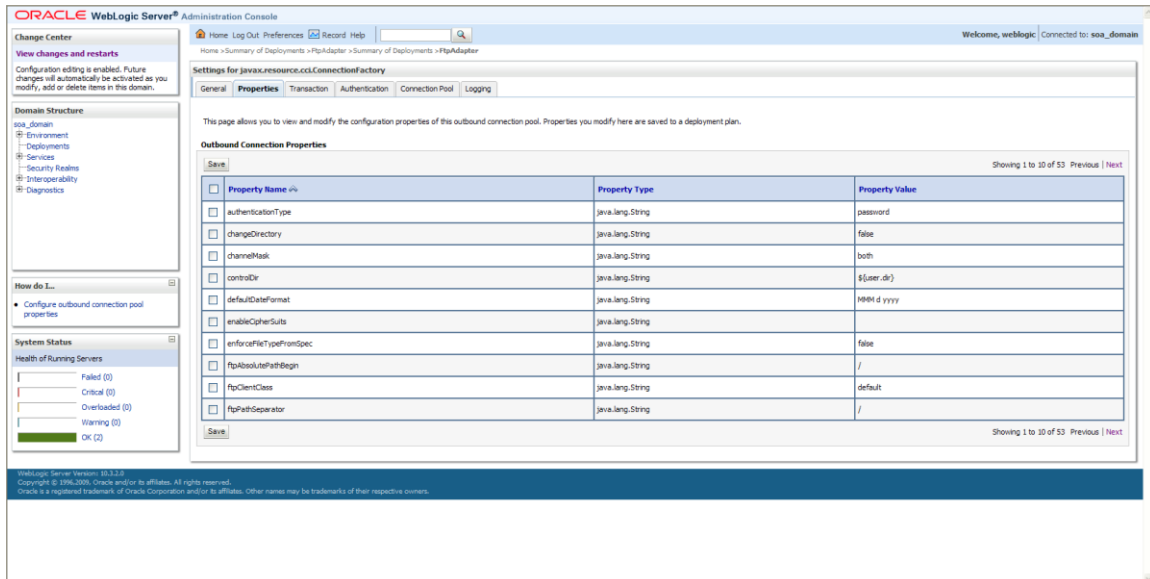 ORACLE WebLogic Server® Administration Console
Change Center
View changes and restarts
Configuration editing is enabled. Future
changes will automatically be activated as you
modify, add or delete items in this domain.
Domain Structure
soa_domain
Environment
Deployments
Services
Security Realms
Interoperability
Diagnostics
How do I...
Configure outbound connection pool
properties
System Status
Health of Running Servers
Failed (0)
Critical (0)
Overloaded (0)
Warning (0)
OK (2)
Home Log Out Preferences Record Help
Welcome, weblogic Connected to: soa_domain
Home >Summary of Deployments >FtpAdapter >Summary of Deployments >FtpAdapter
Settings for javax.resource.cci.ConnectionFactory
General Properties Transaction Authentication Connection Pool Logging
This page allows you to view and modify the configuration properties of this outbound connection pool. Properties you modify here are saved to a deployment plan.
Outbound Connection Properties
Save Showing 1 to 10 of 53 Previous | Next
Property Name Property Type Property Value
authenticationType java.lang.String password
changeDirectory java.lang.String false
channelMask java.lang.String both
controlDir java.lang.String ${user.dir}
defaultDateFormat java.lang.String MMM d yyyy
enableCipherSuits java.lang.String
enforceFileTypeFromSpec java.lang.String false
ftpAbsolutePathBegin java.lang.String /
ftpClientClass java.lang.String default
ftpPathSeparator java.lang.String /
Save Showing 1 to 10 of 53 Previous | Next
WebLogic Server Version: 10.3.2.0
Copyright © 1996,2009, Oracle and/or its affiliates. All rights reserved.
Oracle is a registered trademark of Oracle Corporation and/or its affiliates. Other names may be trademarks of their respective owners.